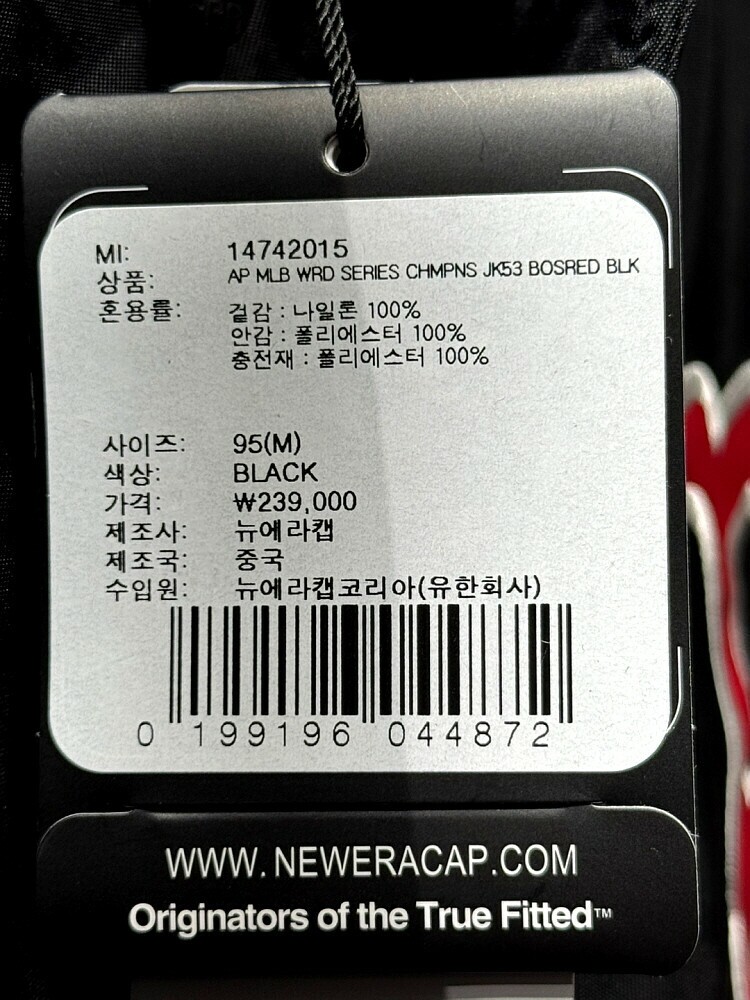 MI: 14742015
상품: AP MLB WRD SERIES CHMPNS JK53 BOSRED BLK
혼용률: 겉감 : 나일론 100%
안감 : 폴리에스터 100%
충전재 : 폴리에스터 100%
사이즈: 95(M)
색상: BLACK
가격: ₩239,000
제조사: 뉴에라캡
제조국: 중국
수입원: 뉴에라캡코리아(유한회사)
0 199196 044872
WWW.NEWERACAP.COM
Originators of the True Fitted™